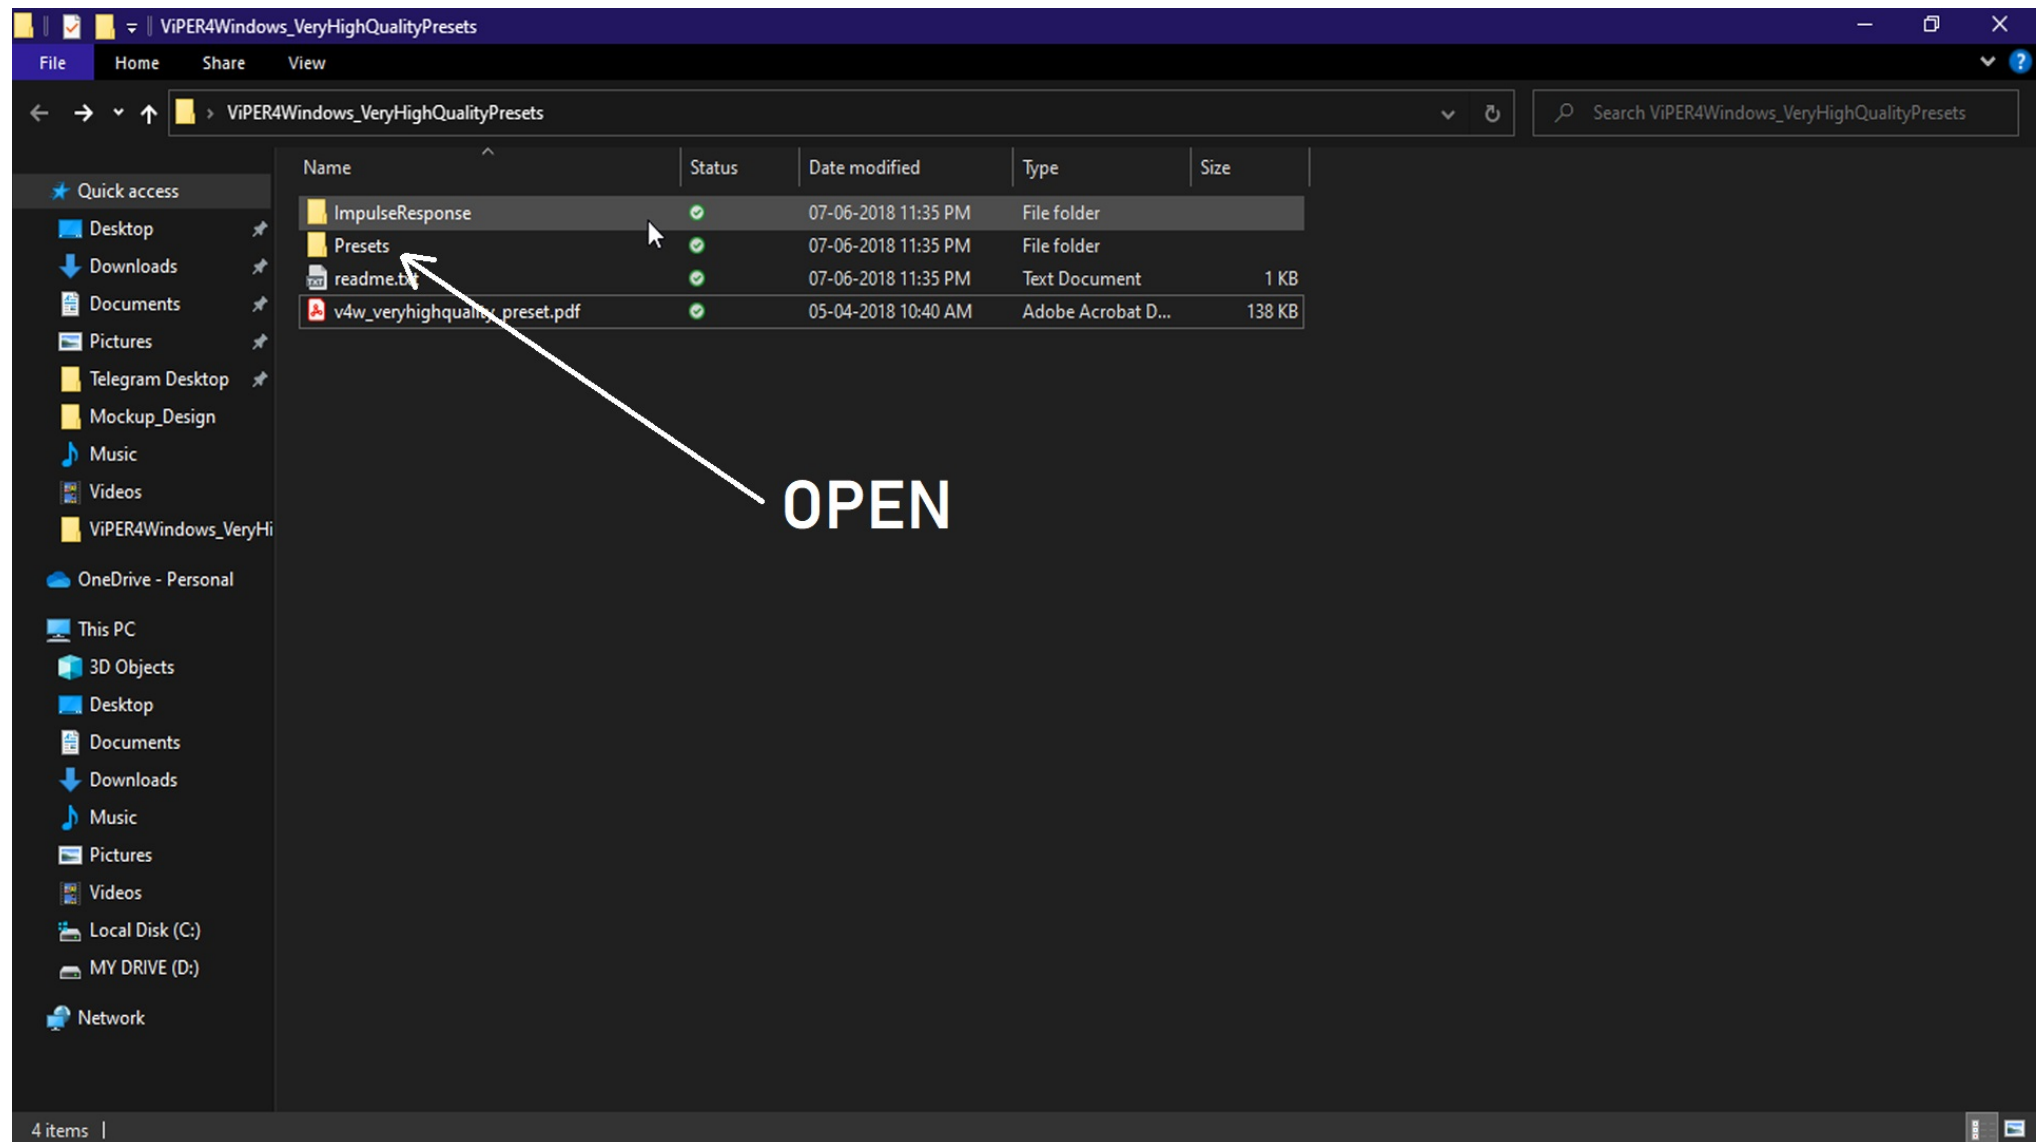 ViPER4Windows_VeryHighQualityPresets
File Home Share View
ViPER4Windows_VeryHighQualityPresets
Search ViPER4Windows_VeryHighQualityPresets
Name Status Date modified Type Size
ImpulseResponse 07-06-2018 11:35 PM File folder
Presets 07-06-2018 11:35 PM File folder
readme.txt 07-06-2018 11:35 PM Text Document 1 KB
v4w_veryhighquality_preset.pdf 05-04-2018 10:40 AM Adobe Acrobat D... 138 KB
OPEN
Quick access
Desktop
Downloads
Documents
Pictures
Telegram Desktop
Mockup_Design
Music
Videos
ViPER4Windows_VeryHi
OneDrive - Personal
This PC
3D Objects
Desktop
Documents
Downloads
Music
Pictures
Videos
Local Disk (C:)
MY DRIVE (D:)
Network
4 items